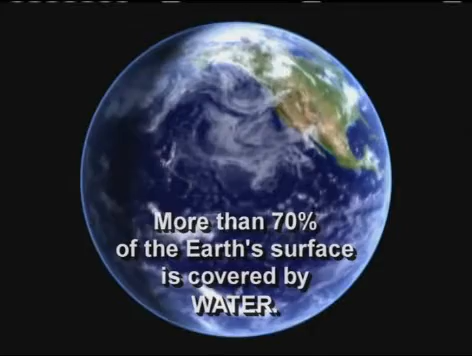 More than 70%
of the Earth's surface
is covered by
WATER.